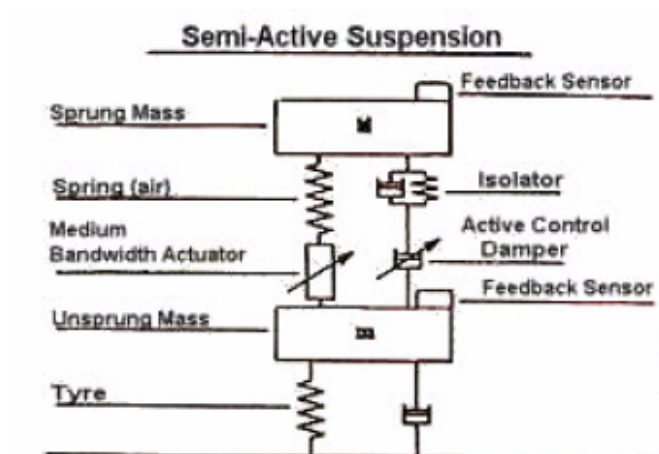 Semi-Active Suspension
Feedback Sensor
Sprung Mass
M
Spring (air)
Isolator
Medium
Bandwidth Actuator
Active Control
Damper
Feedback Sensor
Unsprung Mass
m
Tyre